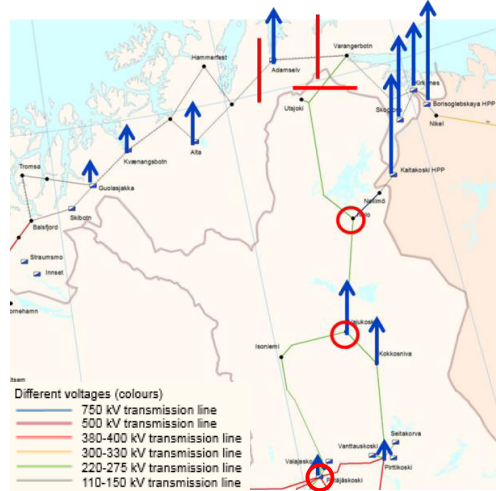 Hammerfest
Varangerbotn
Adamselv
Kirkenes
Utsjoki
Borisoglebskaya HPP
Skogfoss
Nikel
Alta
Kvænangsbotn
Tromsø
Guolasjakka
Kaitakoski HPP
Nellimö
Skibotn
Balsfjord
Straumsmo
Innset
Isoniemi
Kokkosniva
Different voltages (colours)
750 kV transmission line
500 kV transmission line
380-400 kV transmission line
300-330 kV transmission line
220-275 kV transmission line
110-150 kV transmission line
Seitakorva
Vanttauskoski
Valajaskoski
Pirttikoski